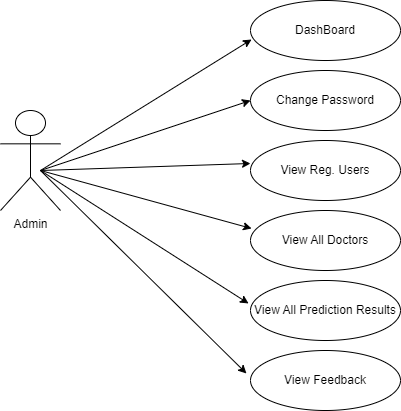 DashBoard
Change Password
View Reg. Users
Admin
View All Doctors
View All Prediction Results
View Feedback